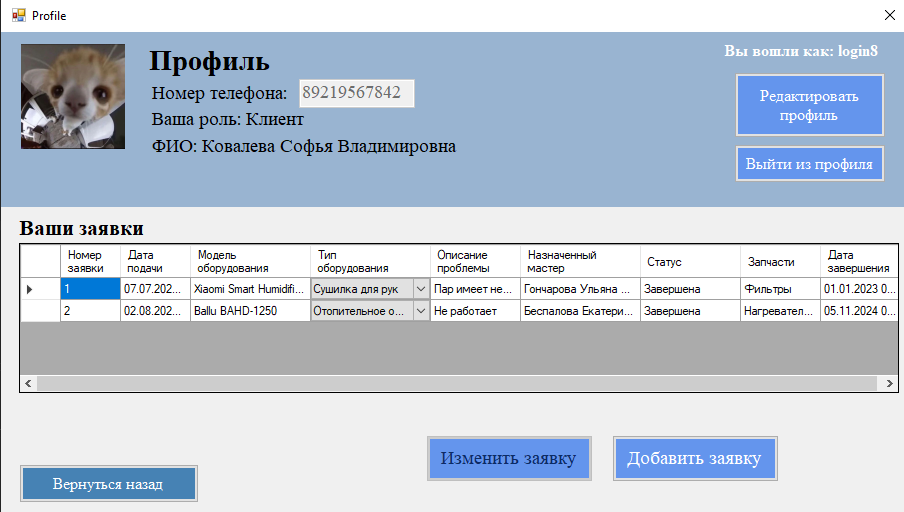 Profile
Профиль
Вы вошли как: login8
Номер телефона: 89219567842
Ваша роль: Клиент
ФИО: Ковалева Софья Владимировна
Редактировать
профиль
Выйти из профиля
Ваши заявки
Номер заявки Дата подачи Модель оборудования Тип оборудования Описание проблемы Назначенный мастер Статус Запчасти Дата завершения
1 07.07.202... Xiaomi Smart Humidifi... Сушилка для рук Пар имеет не... Гончарова Ульяна ... Завершена Фильтры 01.01.2023 0...
2 02.08.202... Ballu BAHD-1250 Отопительное о... Не работает Беспалова Екатери... Завершена Нагревател... 05.11.2024 0...
Изменить заявку
Добавить заявку
Вернуться назад